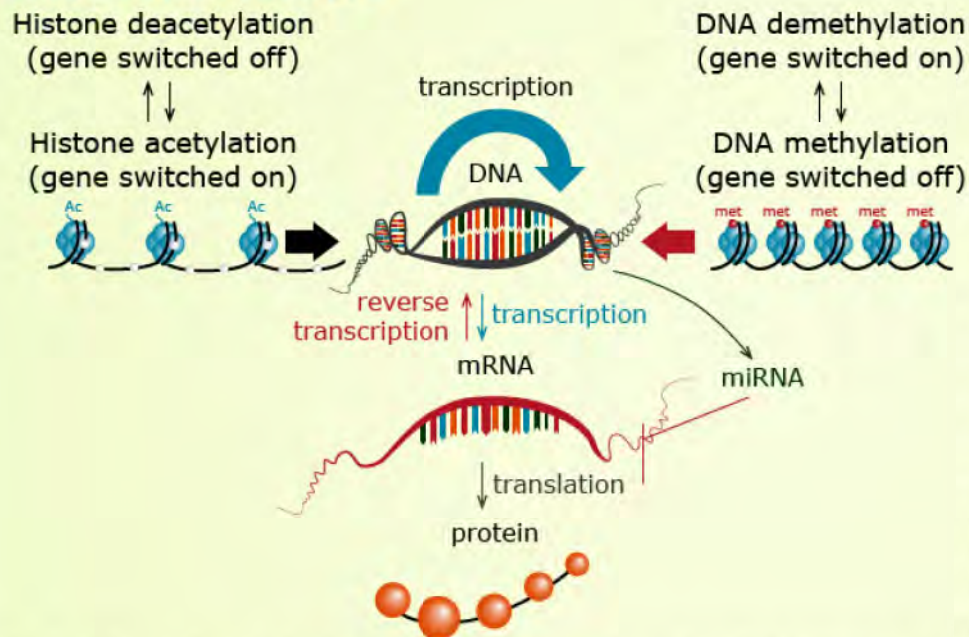 Histone deacetylation
(gene switched off)
Histone acetylation
(gene switched on)
Ac
Ac
Ac
transcription
DNA
DNA demethylation
(gene switched on)
DNA methylation
(gene switched off)
met
met
met
met
met
reverse
transcription
transcription
mRNA
miRNA
translation
protein